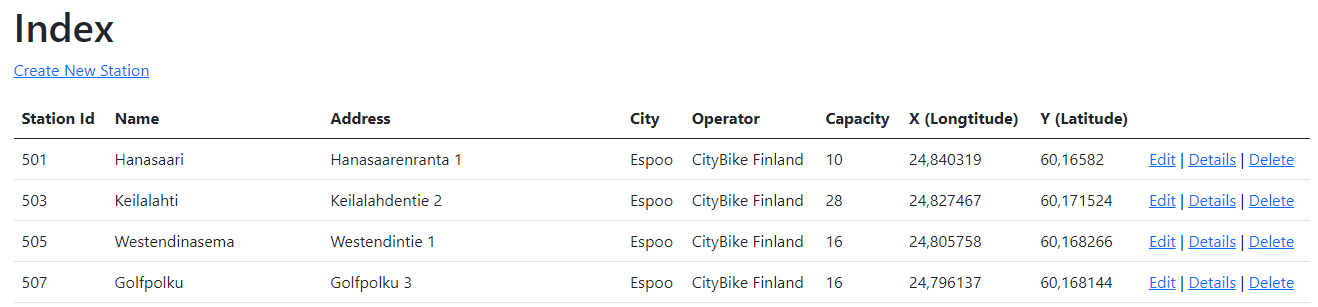 Index
Create New Station
Station Id Name Address City Operator Capacity X (Longtitude) Y (Latitude)
501 Hanasaari Hanasaarenranta 1 Espoo CityBike Finland 10 24,840319 60,16582 Edit | Details | Delete
503 Keilalahti Keilalahdentie 2 Espoo CityBike Finland 28 24,827467 60,171524 Edit | Details | Delete
505 Westendinasema Westendintie 1 Espoo CityBike Finland 16 24,805758 60,168266 Edit | Details | Delete
507 Golfpolku Golfpolku 3 Espoo CityBike Finland 16 24,796137 60,168144 Edit | Details | Delete